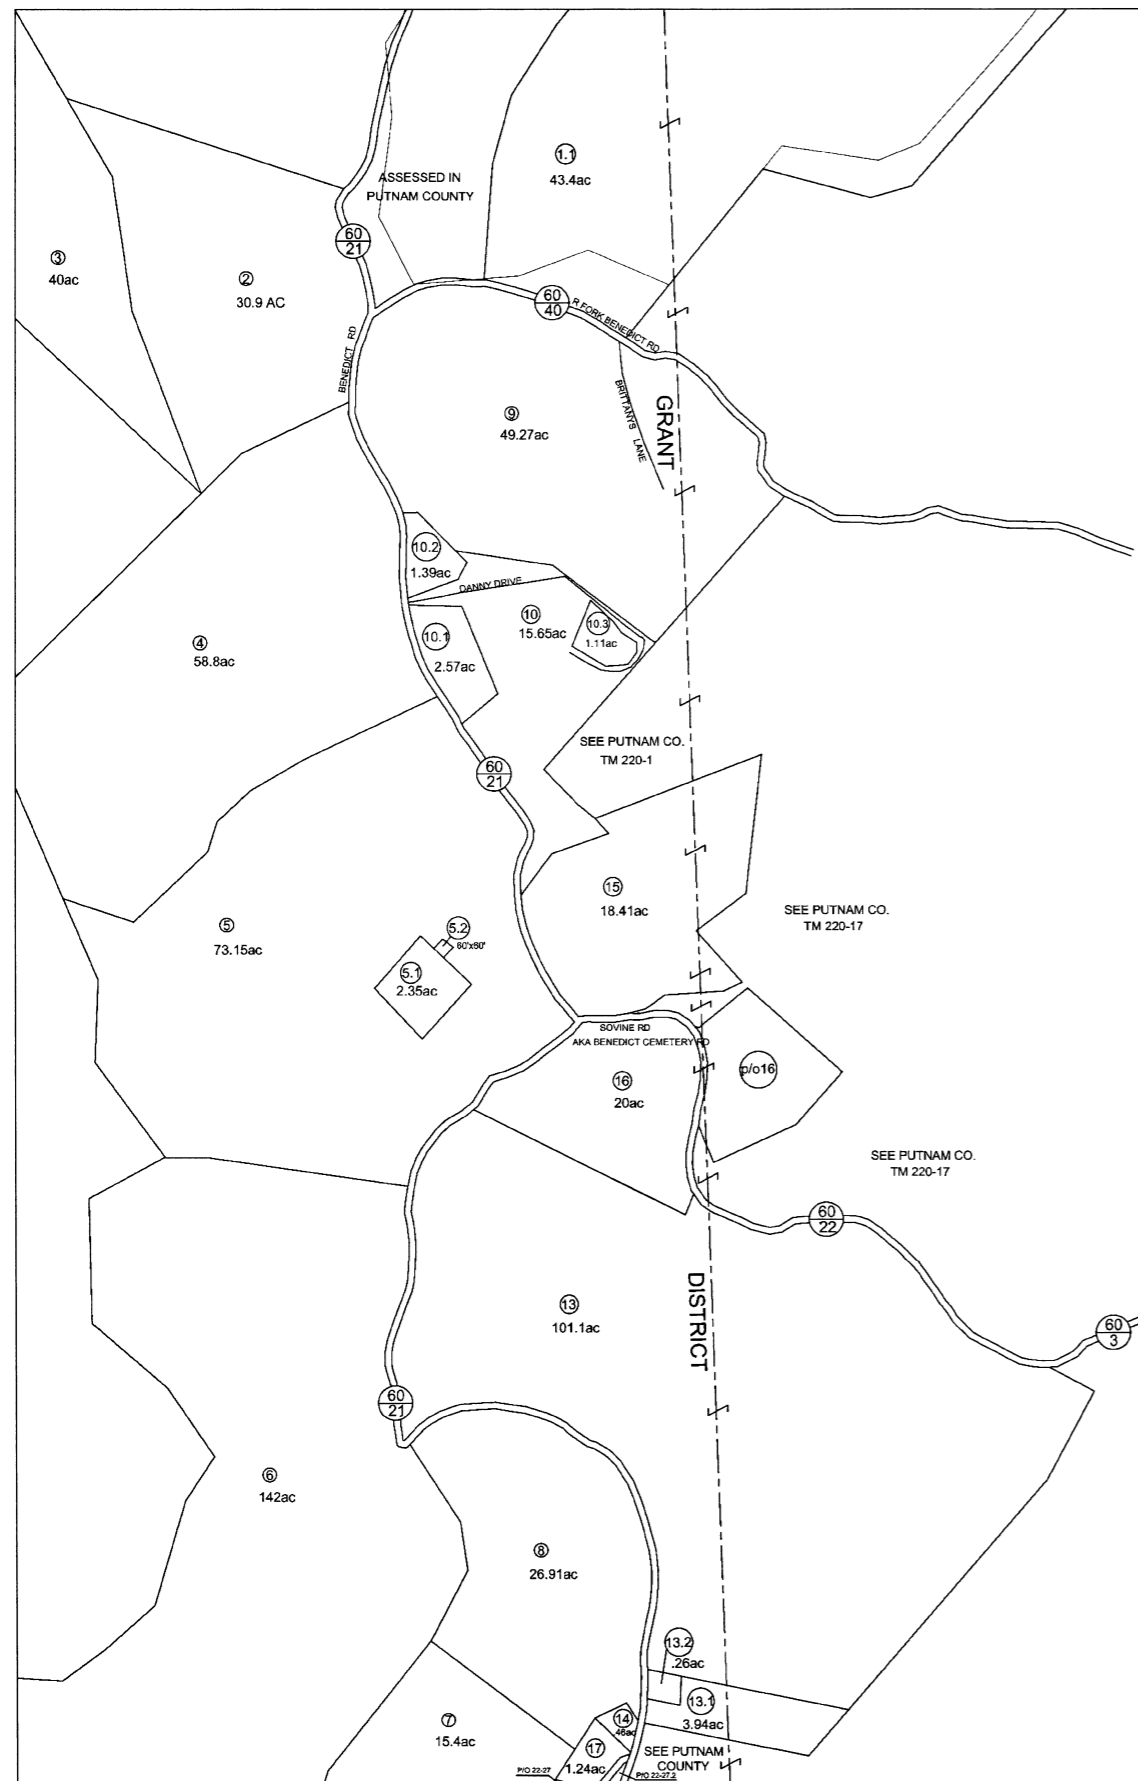 1.1
43.4ac
ASSESSED IN
PUTNAM COUNTY
60
21
3
40ac
2
30.9 AC
60
40
R FORK BENEDICT RD
BENEDICT RD
BRITTANYS LANE
GRANT
9
49.27ac
10.2
1.39ac
DANNY DRIVE
10
15.65ac
10.3
1.11ac
10.1
2.57ac
4
58.8ac
SEE PUTNAM CO.
TM 220-1
60
21
15
18.41ac
SEE PUTNAM CO.
TM 220-17
5
73.15ac
5.2
60'x60'
5.1
2.35ac
SOVINE RD
AKA BENEDICT CEMETERY RD
p/o16
16
20ac
SEE PUTNAM CO.
TM 220-17
60
22
DISTRICT
13
101.1ac
60
3
60
21
6
142ac
8
26.91ac
13.2
.26ac
13.1
3.94ac
7
15.4ac
14
.46ac
17
1.24ac
SEE PUTNAM
COUNTY
P/O 22-27
P/O 22-27.2